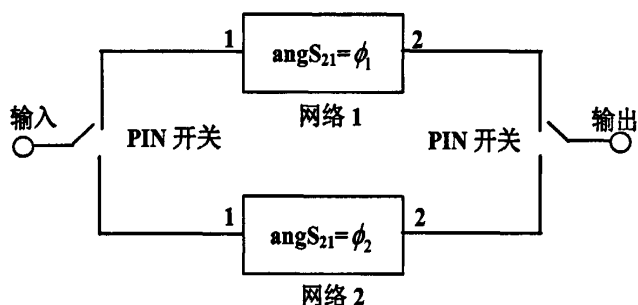 1
angS₂₁=ϕ₁
2
网络 1
输入
PIN 开关
PIN 开关
输出
1
angS₂₁=ϕ₂
2
网络 2